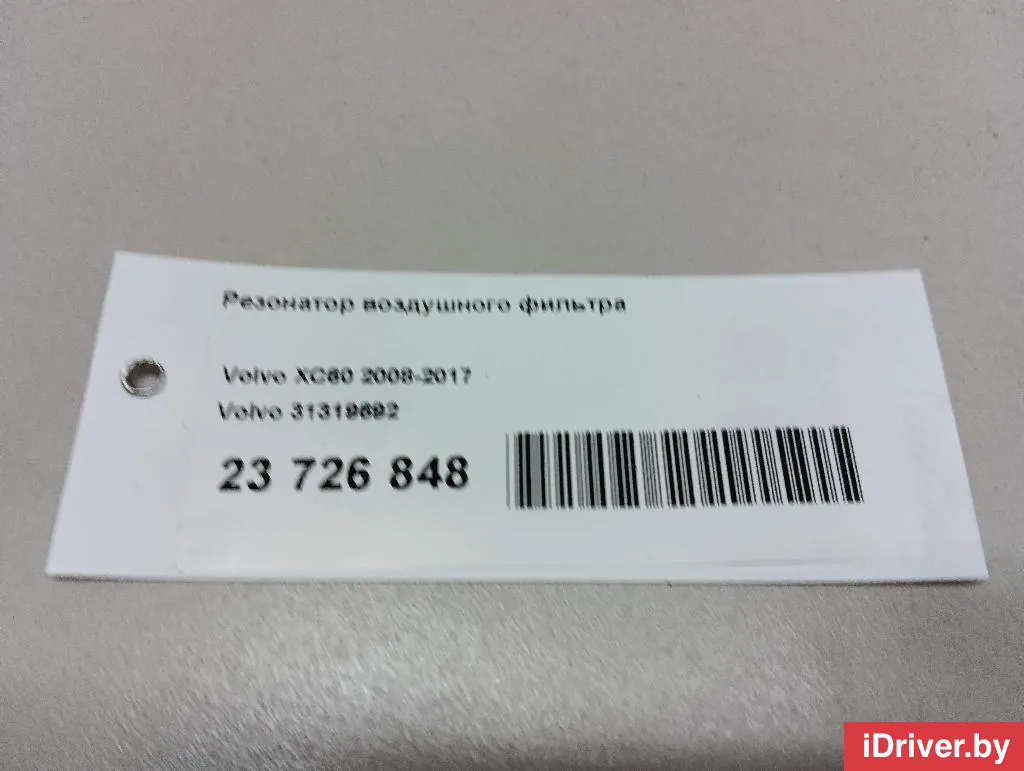 Резонатор воздушного фильтра
Volvo XC60 2008-2017
Volvo 31319692
23 726 848
iDriver.by